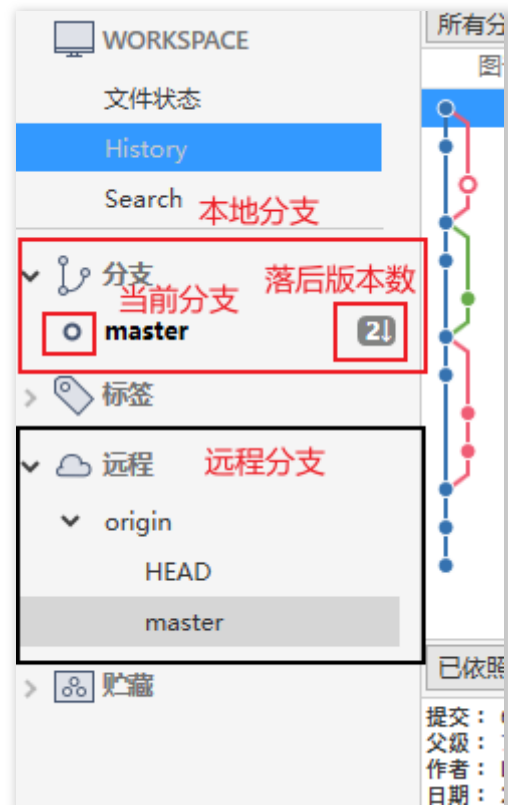 WORKSPACE
所有分
图
文件状态
History
Search
本地分支
分支
落后版本数
当前分支
master
2↓
标签
远程
远程分支
origin
HEAD
master
已依照
贮藏
提交：
父级：
作者：
日期：